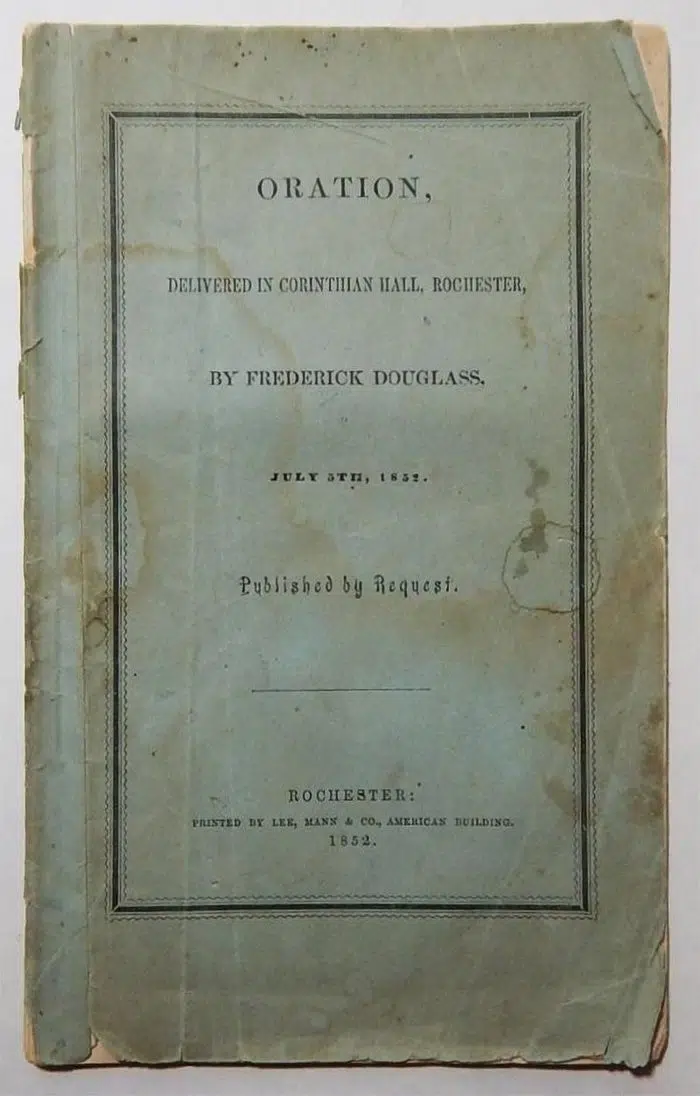 ORATION,
DELIVERED IN CORINTHIAN HALL, ROCHESTER,
BY FREDERICK DOUGLASS,
JULY 5TH, 1852.
Published by Request.
ROCHESTER:
PRINTED BY LEE, MANN & CO., AMERICAN BUILDING.
1852.